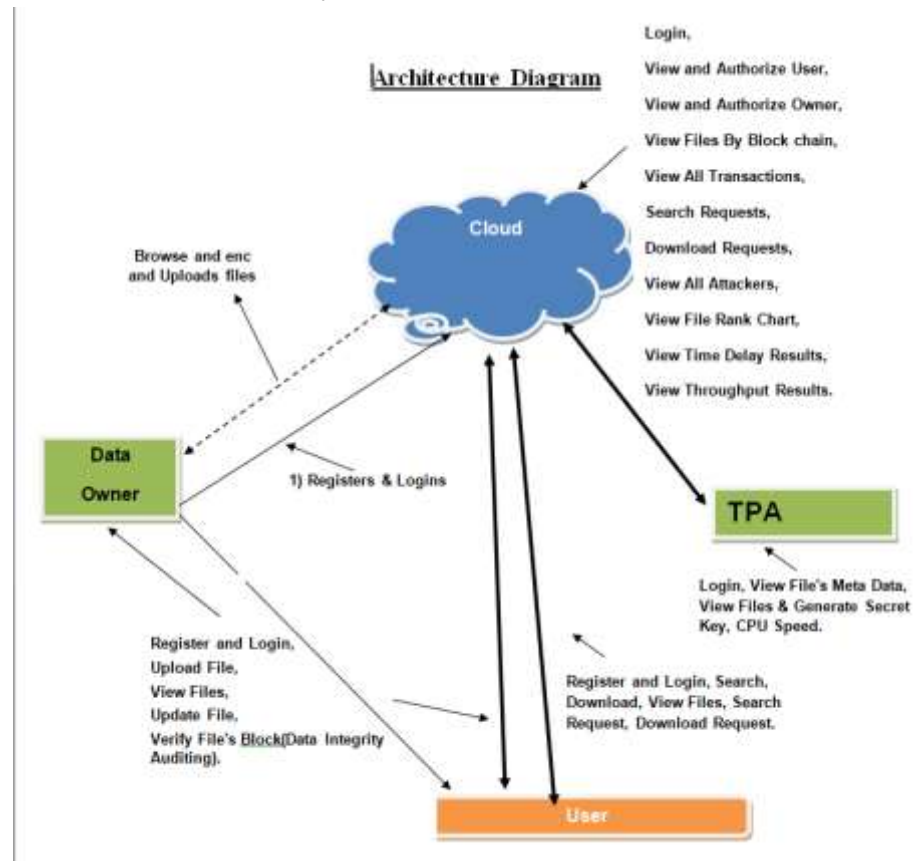 Architecture Diagram
Login,
View and Authorize User,
View and Authorize Owner,
View Files By Block chain,
View All Transactions,
Search Requests,
Download Requests,
View All Attackers,
View File Rank Chart,
View Time Delay Results,
View Throughput Results.
Cloud
Browse and enc
and Uploads files
Data
Owner
1) Registers & Logins
TPA
Login, View File's Meta Data,
View Files & Generate Secret
Key, CPU Speed.
Register and Login,
Upload File,
View Files,
Update File,
Verify File's Block(Data Integrity
Auditing).
Register and Login, Search,
Download, View Files, Search
Request, Download Request.
User